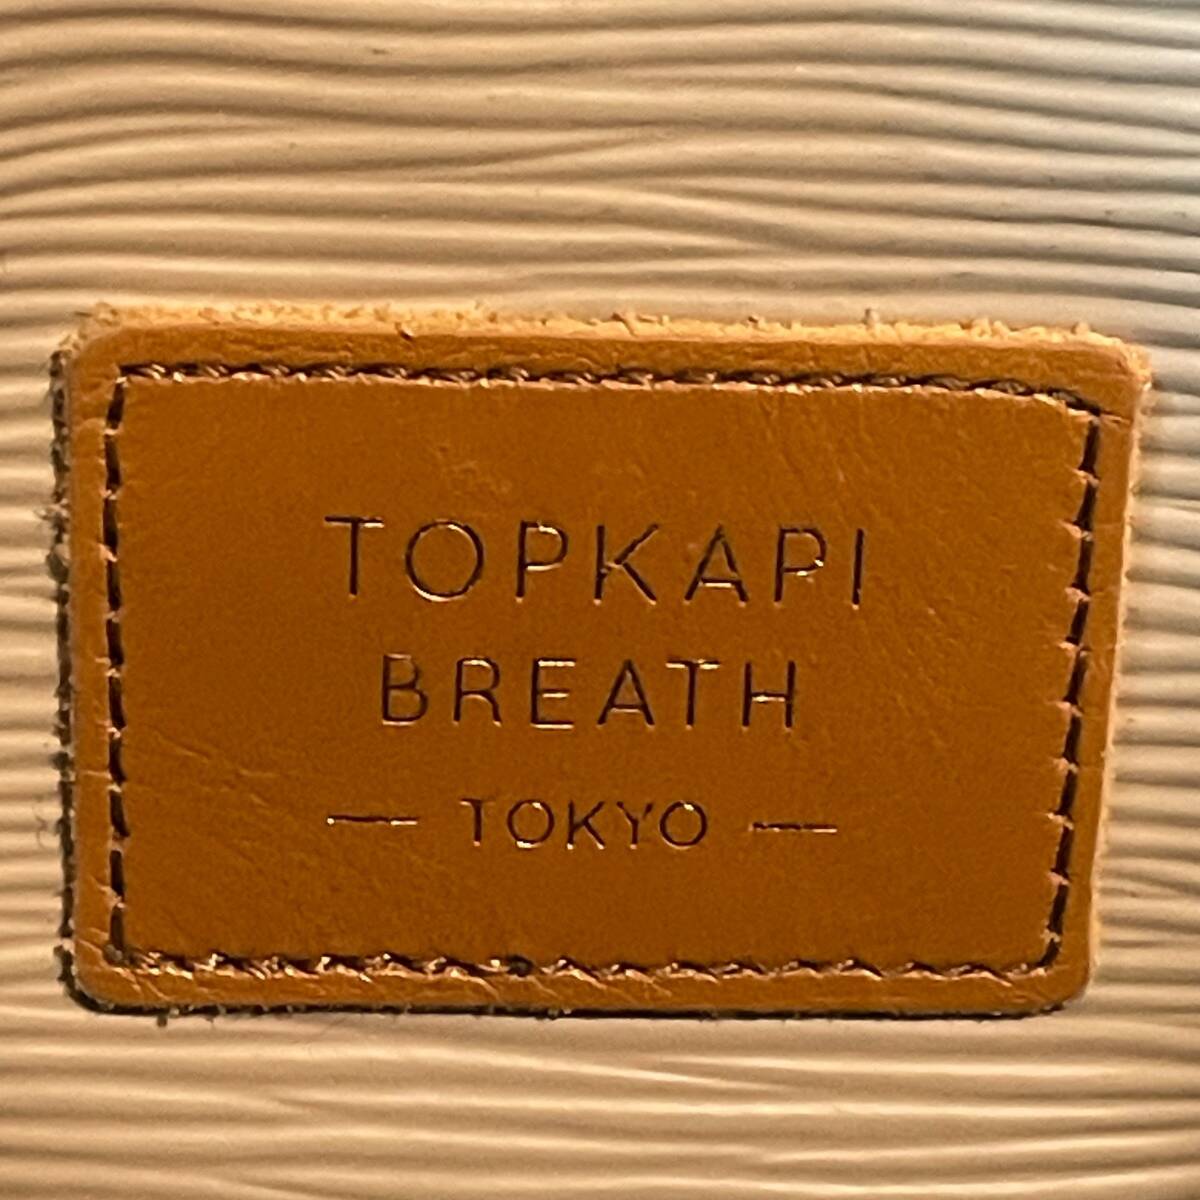 TOPKAPI
BREATH
— TOKYO —